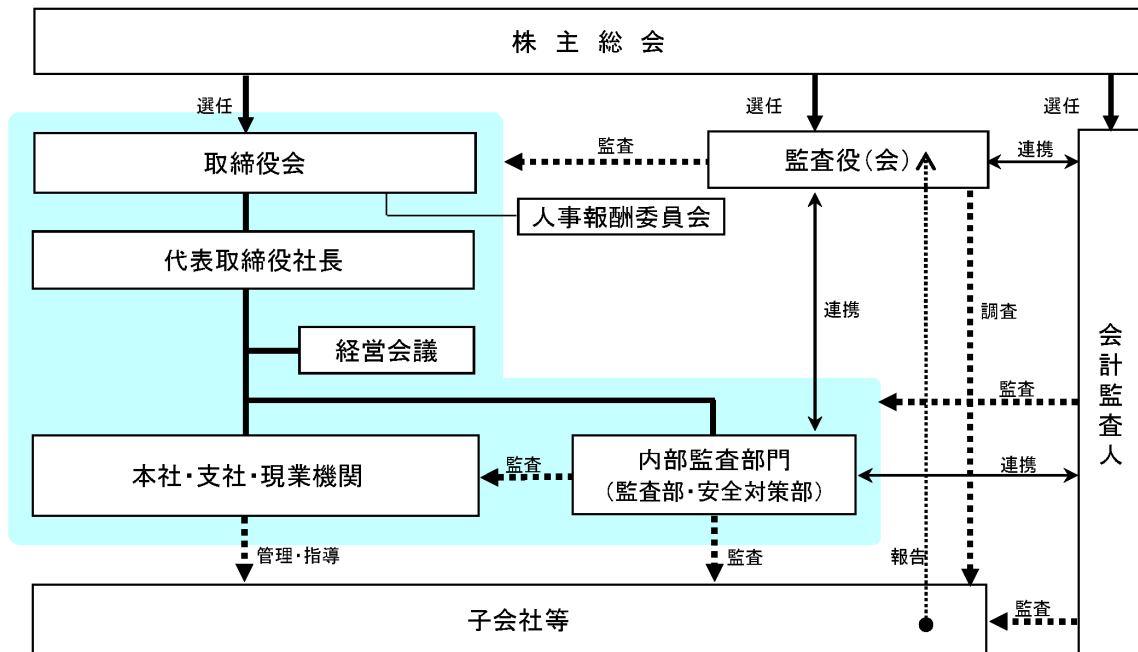 株主総会
選任
選任
選任
取締役会
監査
監査役（会）
連携
人事報酬委員会
代表取締役社長
連携
調査
経営会議
会計監査人
監査
本社・支社・現業機関
監査
内部監査部門
（監査部・安全対策部）
連携
管理・指導
監査
報告
子会社等
監査